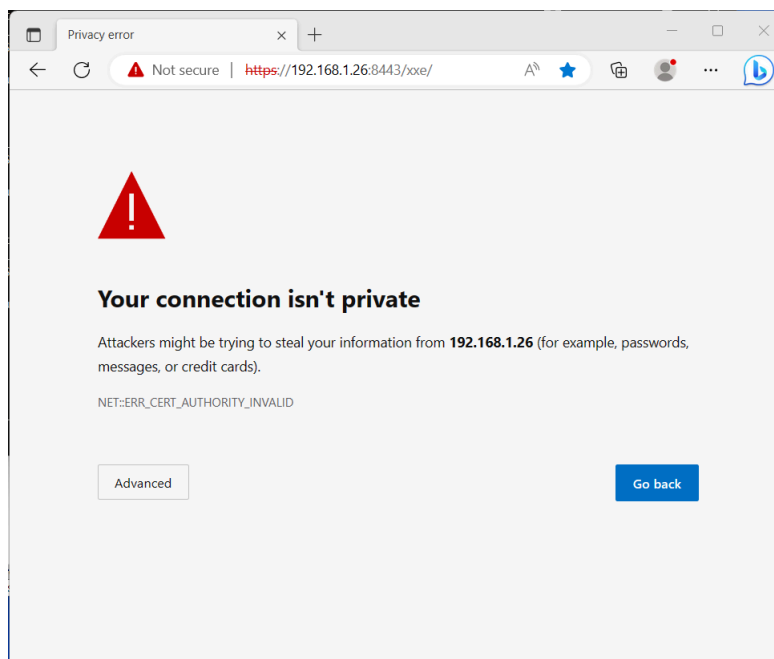 Privacy error
Not secure | https://192.168.1.26:8443/xxe/
Your connection isn't private
Attackers might be trying to steal your information from 192.168.1.26 (for example, passwords,
messages, or credit cards).
NET::ERR_CERT_AUTHORITY_INVALID
Advanced
Go back